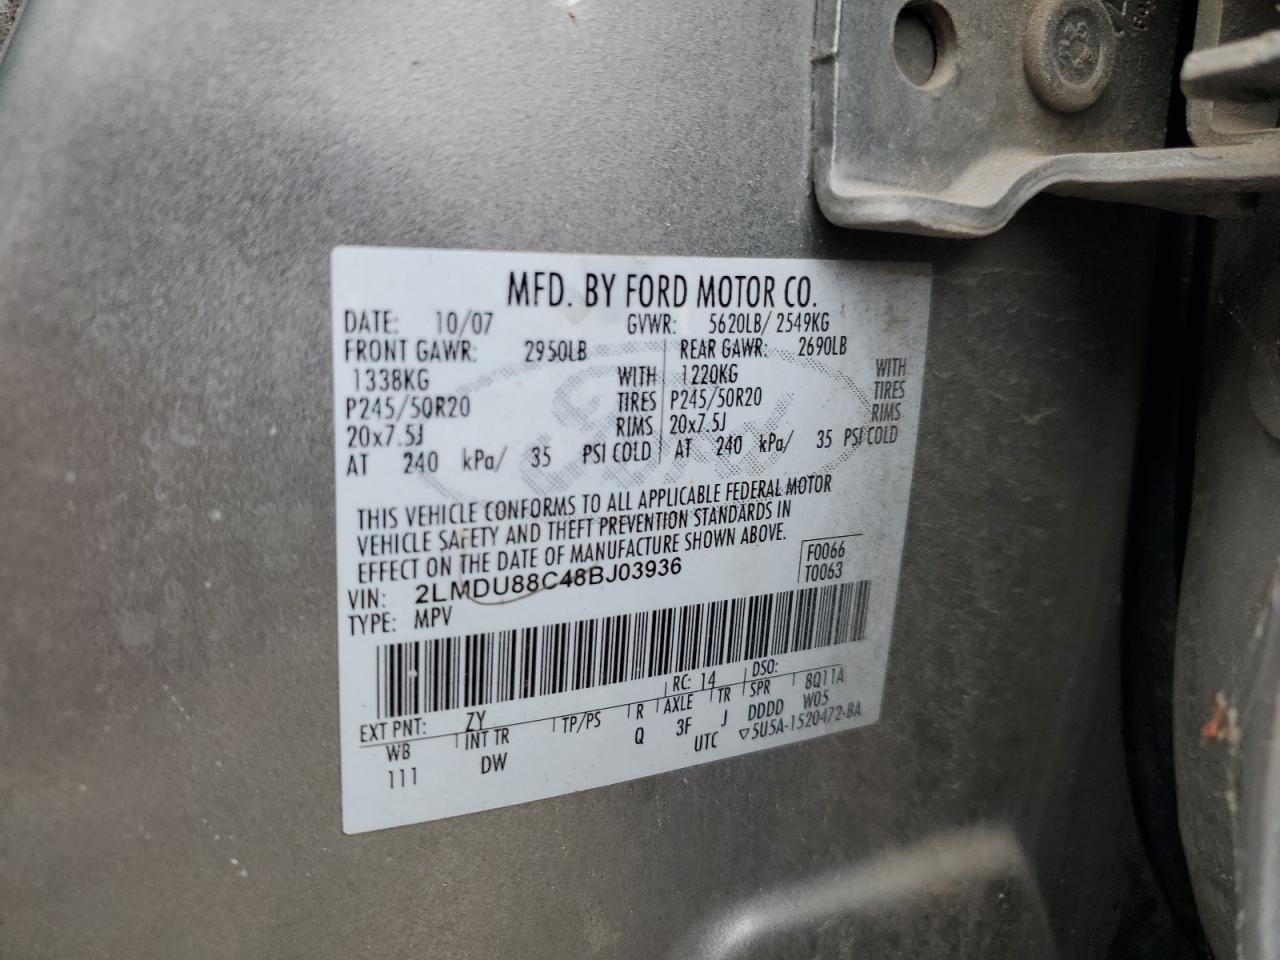 MFD. BY FORD MOTOR CO.
DATE: 10/07 GVWR: 5620LB/ 2549KG
FRONT GAWR: 2950LB REAR GAWR: 2690LB
1338KG WITH 1220KG WITH
P245/50R20 TIRES P245/50R20 TIRES
20x7.5J RIMS 20x7.5J RIMS
AT 240 kPa/ 35 PSI COLD AT 240 kPa/ 35 PSI COLD
THIS VEHICLE CONFORMS TO ALL APPLICABLE FEDERAL MOTOR
VEHICLE SAFETY AND THEFT PREVENTION STANDARDS IN
EFFECT ON THE DATE OF MANUFACTURE SHOWN ABOVE.
VIN: 2LMDU88C48BJ03936 F0066
TYPE: MPV T0063
EXT PNT: ZY RC: 14 DSO:
WB INT TR TP/PS R AXLE TR SPR 8Q11A
111 DW Q 3F J DDDD W05
UTC ▽5U5A-1520472-BA